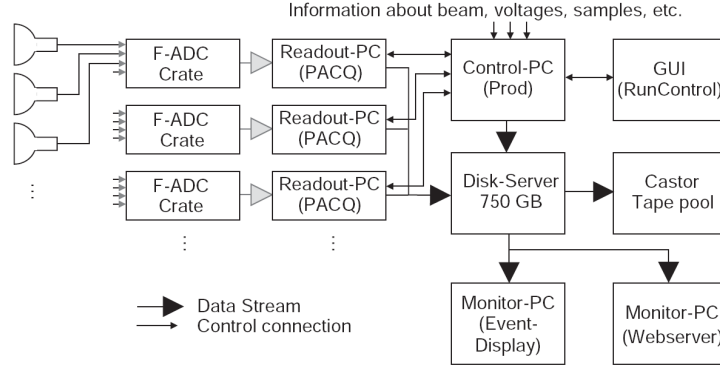 Information about beam, voltages, samples, etc.
F-ADC
Crate
Readout-PC
(PACQ)
Control-PC
(Prod)
GUI
(RunControl)
F-ADC
Crate
Readout-PC
(PACQ)
F-ADC
Crate
Readout-PC
(PACQ)
Disk-Server
750 GB
Castor
Tape pool
Data Stream
Control connection
Monitor-PC
(Event-
Display)
Monitor-PC
(Webserver)